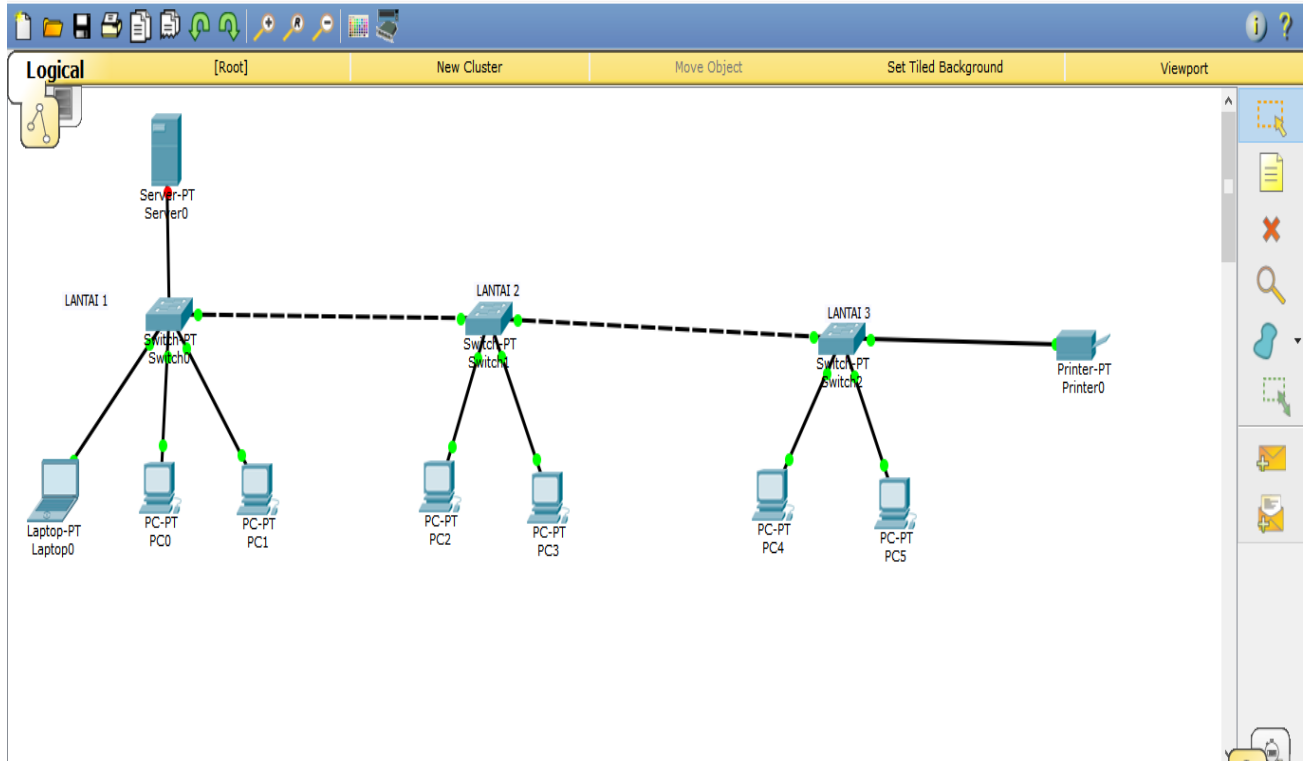 Logical
[Root]
New Cluster
Move Object
Set Tiled Background
Viewport
Server-PT
Server0
LANTAI 1
LANTAI 2
LANTAI 3
Switch-PT
Switch0
Switch-PT
Switch1
Switch-PT
Switch2
Printer-PT
Printer0
Laptop-PT
Laptop0
PC-PT
PC0
PC-PT
PC1
PC-PT
PC2
PC-PT
PC3
PC-PT
PC4
PC-PT
PC5